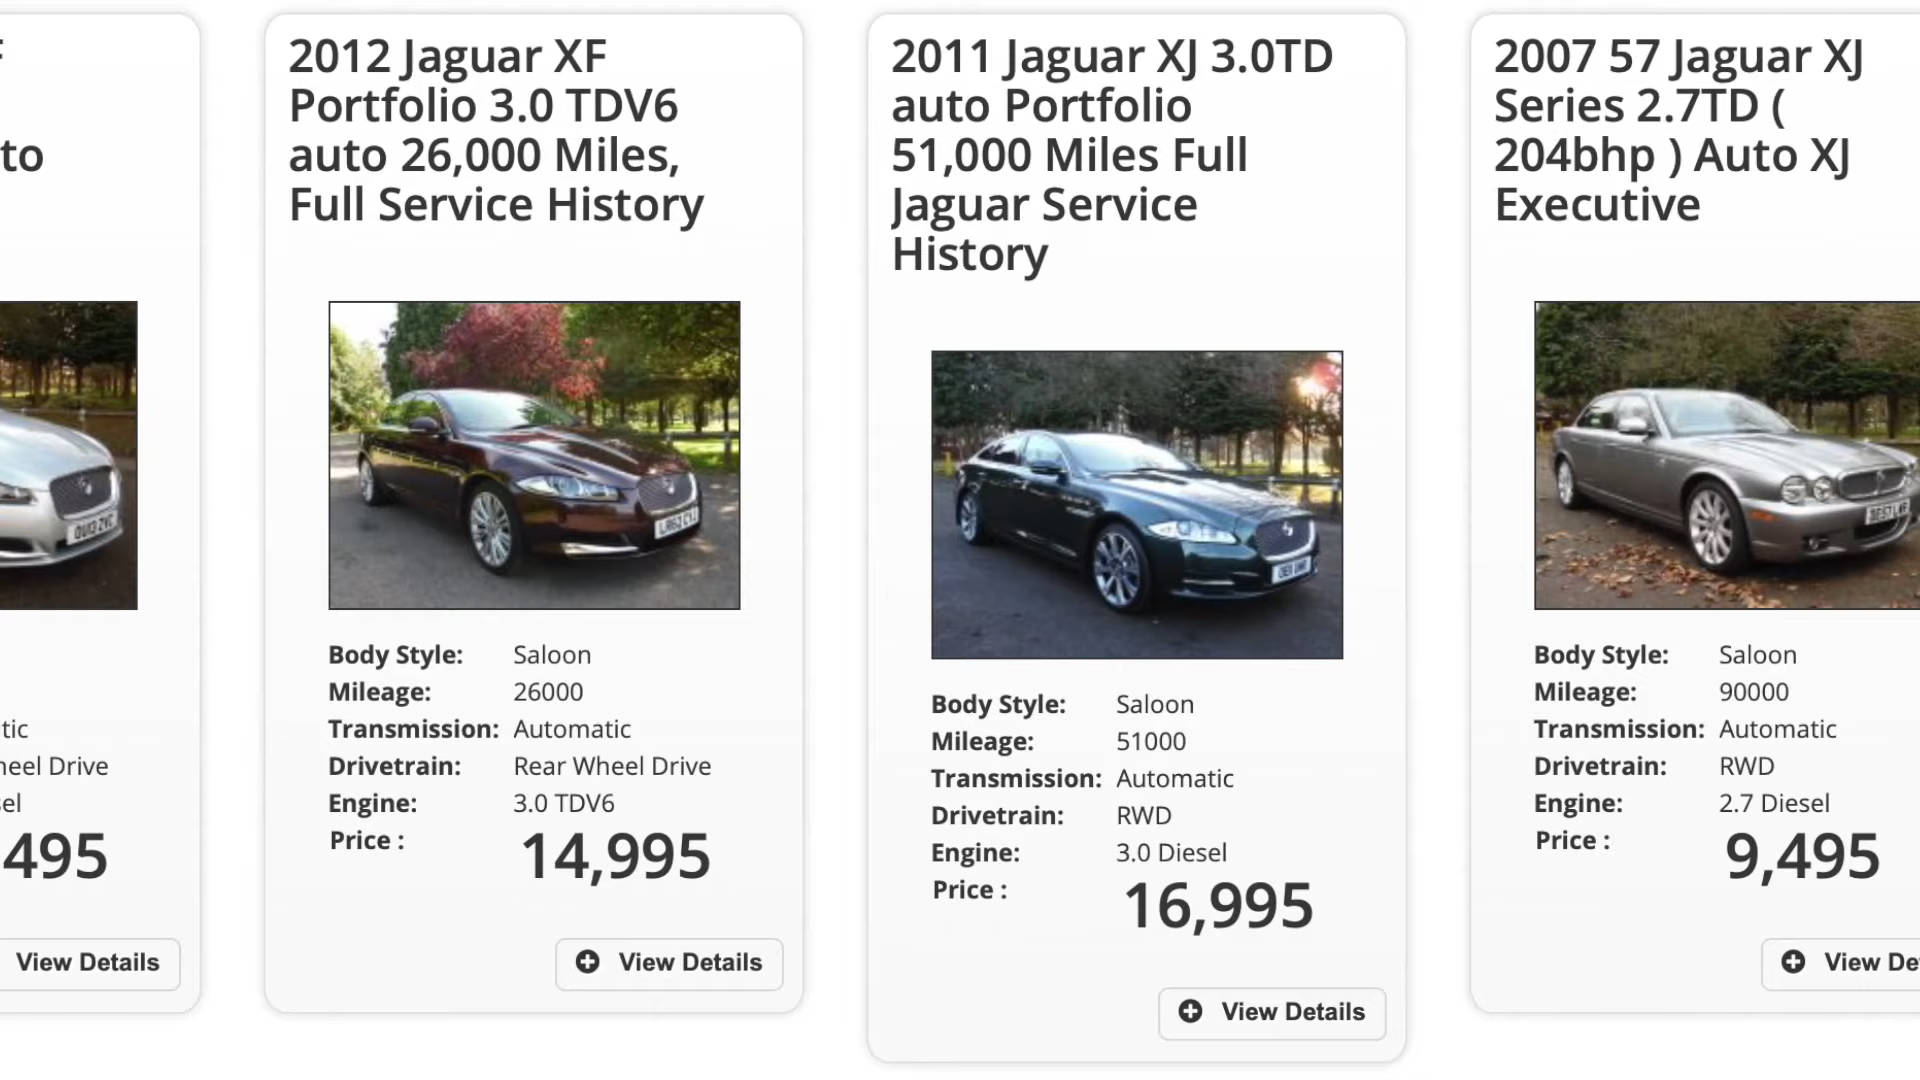 F
to
tic
heel Drive
sel
495
View Details
2012 Jaguar XF
Portfolio 3.0 TDV6
auto 26,000 Miles,
Full Service History
Body Style: Saloon
Mileage: 26000
Transmission: Automatic
Drivetrain: Rear Wheel Drive
Engine: 3.0 TDV6
Price : 14,995
View Details
2011 Jaguar XJ 3.0TD
auto Portfolio
51,000 Miles Full
Jaguar Service
History
Body Style: Saloon
Mileage: 51000
Transmission: Automatic
Drivetrain: RWD
Engine: 3.0 Diesel
Price : 16,995
View Details
2007 57 Jaguar XJ
Series 2.7TD (
204bhp ) Auto XJ
Executive
Body Style: Saloon
Mileage: 90000
Transmission: Automatic
Drivetrain: RWD
Engine: 2.7 Diesel
Price : 9,495
View De